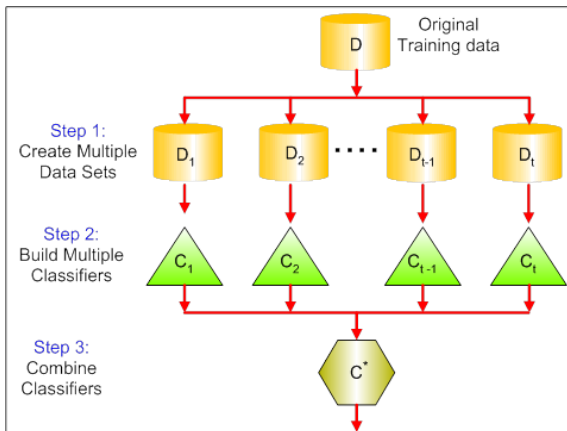 Original
D
Training data
Step 1:
Create Multiple
Data Sets
D₁
D₂
....
Dₜ₋₁
Dₜ
Step 2:
Build Multiple
Classifiers
C₁
C₂
Cₜ₋₁
Cₜ
Step 3:
Combine
Classifiers
C*